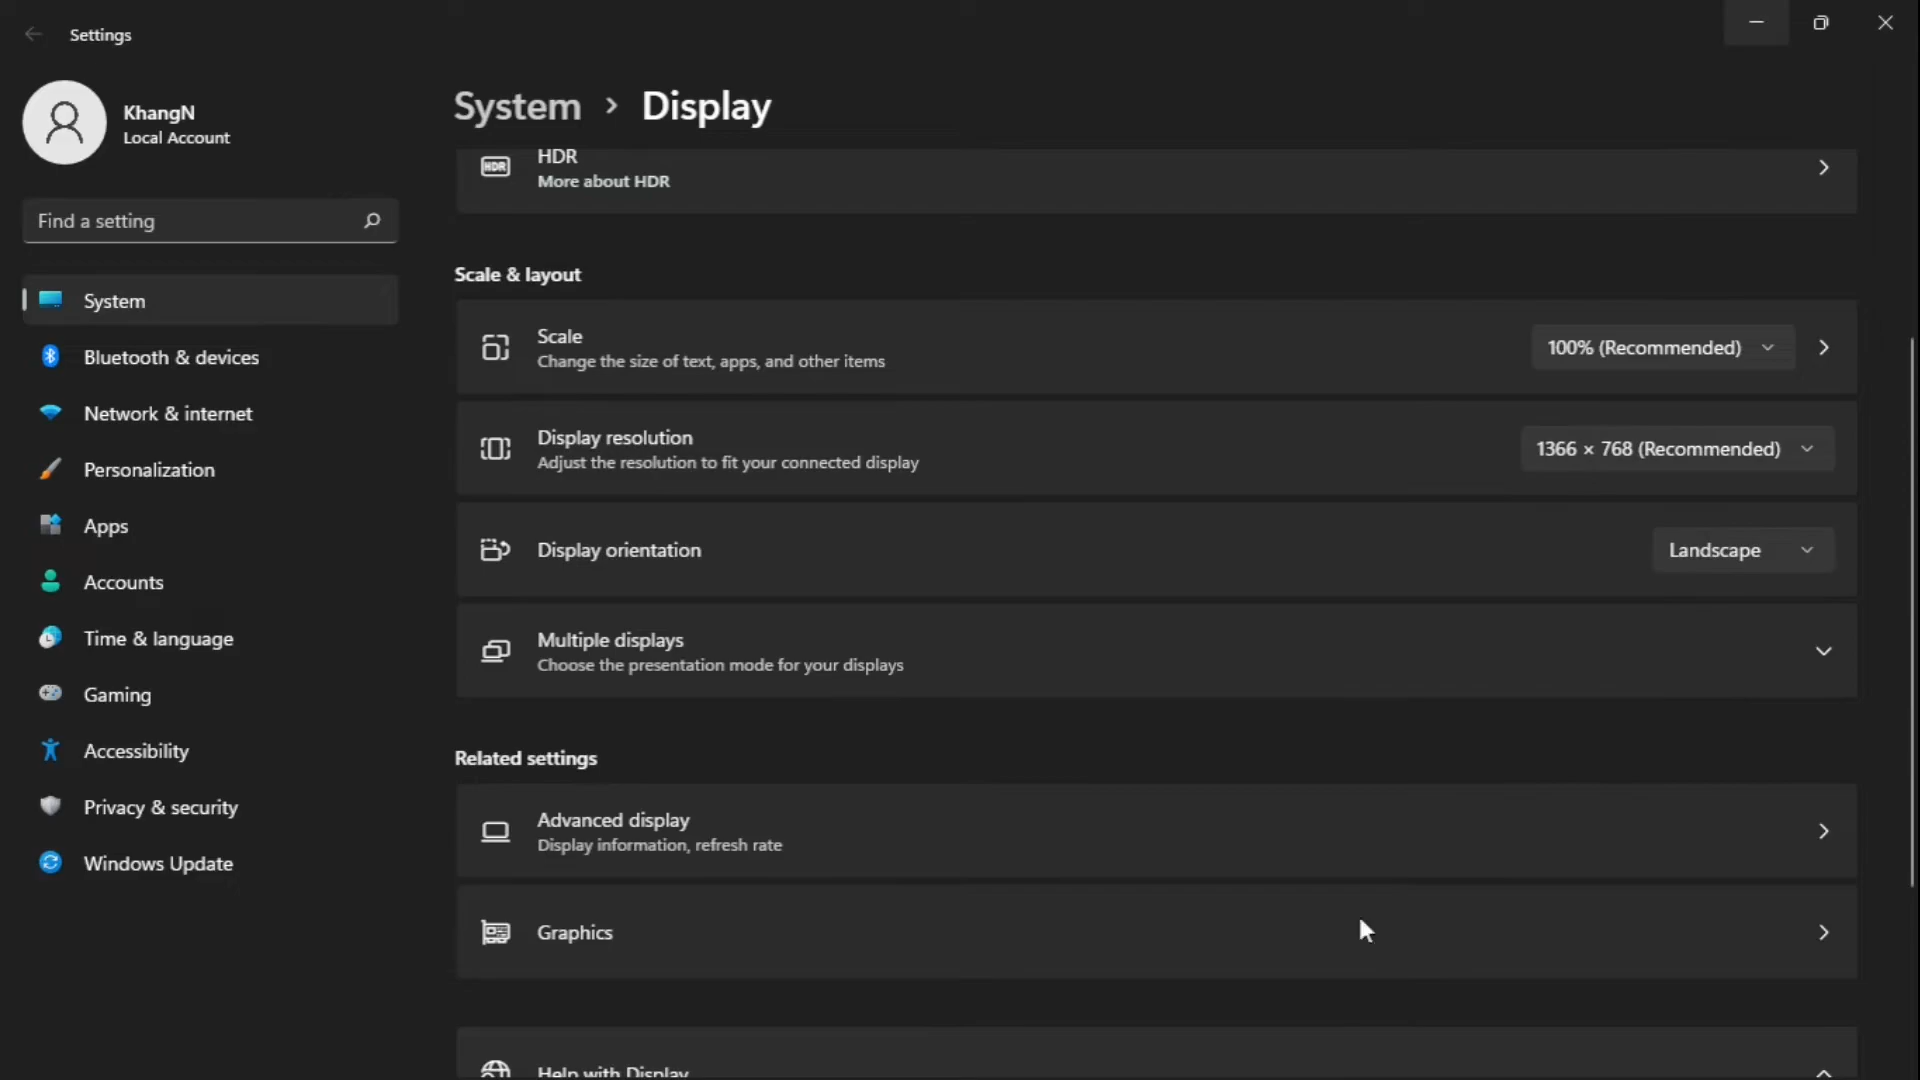 Settings
KhangN
Local Account
Find a setting
System
Bluetooth & devices
Network & internet
Personalization
Apps
Accounts
Time & language
Gaming
Accessibility
Privacy & security
Windows Update
System > Display
HDR
HDR
More about HDR
Scale & layout
Scale
Change the size of text, apps, and other items
100% (Recommended)
Display resolution
Adjust the resolution to fit your connected display
1366 × 768 (Recommended)
Display orientation
Landscape
Multiple displays
Choose the presentation mode for your displays
Related settings
Advanced display
Display information, refresh rate
Graphics
Help with Display